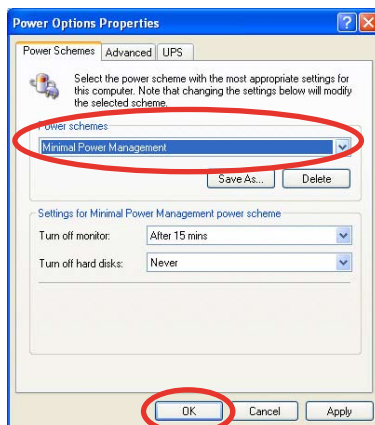 Power Options Properties
Power Schemes Advanced UPS
Select the power scheme with the most appropriate settings for
this computer. Note that changing the settings below will modify
the selected scheme.
Power schemes
Minimal Power Management
Save As... Delete
Settings for Minimal Power Management power scheme
Turn off monitor: After 15 mins
Turn off hard disks: Never
OK Cancel Apply